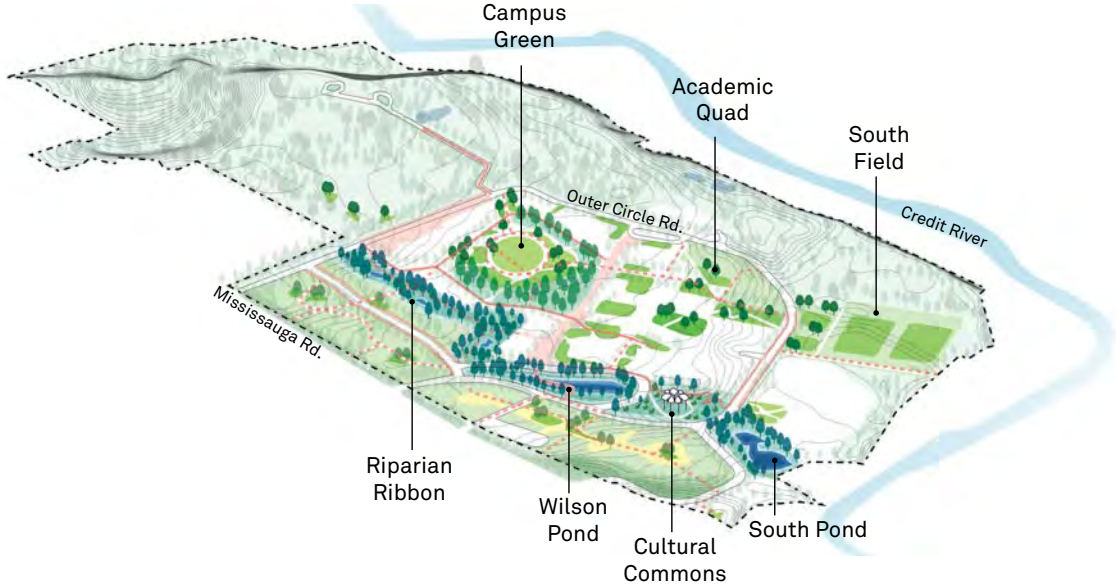 Campus
Green
Academic
Quad
South
Field
Outer Circle Rd.
Credit River
Mississauga Rd.
Riparian
Ribbon
Wilson
Pond
Cultural
Commons
South Pond